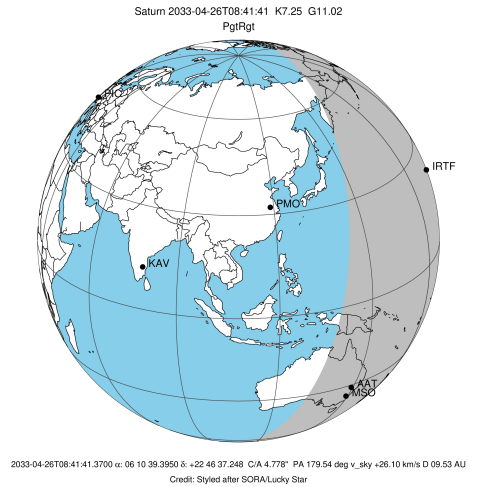 Saturn 2033-04-26T08:41:41 K7.25 G11.02
PgtRgt
PIC
IRTF
PMO
KAV
AAT
MSO
2033-04-26T08:41:41.3700 α: 06 10 39.3950 δ: +22 46 37.248 C/A 4.778" PA 179.54 deg v_sky +26.10 km/s D 09.53 AU
Credit: Styled after SORA/Lucky Star